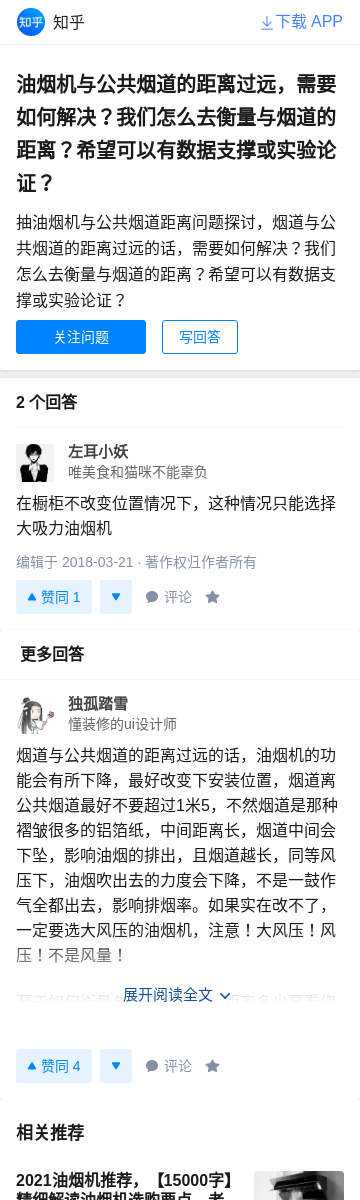 知乎 知乎
下载 APP
油烟机与公共烟道的距离过远，需要
如何解决？我们怎么去衡量与烟道的
距离？希望可以有数据支撑或实验论
证？
抽油烟机与公共烟道距离问题探讨，烟道与公
共烟道的距离过远的话，需要如何解决？我们
怎么去衡量与烟道的距离？希望可以有数据支
撑或实验论证？
关注问题
写回答
2 个回答
左耳小妖
唯美食和猫咪不能辜负
在橱柜不改变位置情况下，这种情况只能选择
大吸力油烟机
编辑于 2018-03-21 · 著作权归作者所有
赞同 1
评论
更多回答
独孤踏雪
懂装修的ui设计师
烟道与公共烟道的距离过远的话，油烟机的功
能会有所下降，最好改变下安装位置，烟道离
公共烟道最好不要超过1米5，不然烟道是那种
褶皱很多的铝箔纸，中间距离长，烟道中间会
下坠，影响油烟的排出，且烟道越长，同等风
压下，油烟吹出去的力度会下降，不是一鼓作
气全都出去，影响排烟率。如果实在改不了，
一定要选大风压的油烟机，注意！大风压！风
压！不是风量！
展开阅读全文
赞同 4
评论
相关推荐
2021油烟机推荐，【15000字】
精细解读油烟机选购要点，老